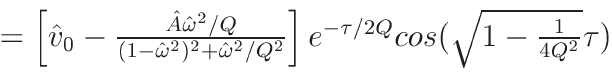 = \left[ \hat{v}_0 - \frac{\hat{A}\hat{\omega}^2/Q}{(1-\hat{\omega}^2)^2+\hat{\omega}^2/Q^2} \right] e^{-\tau/2Q} cos(\sqrt{1-\frac{1}{4Q^2}}\tau)